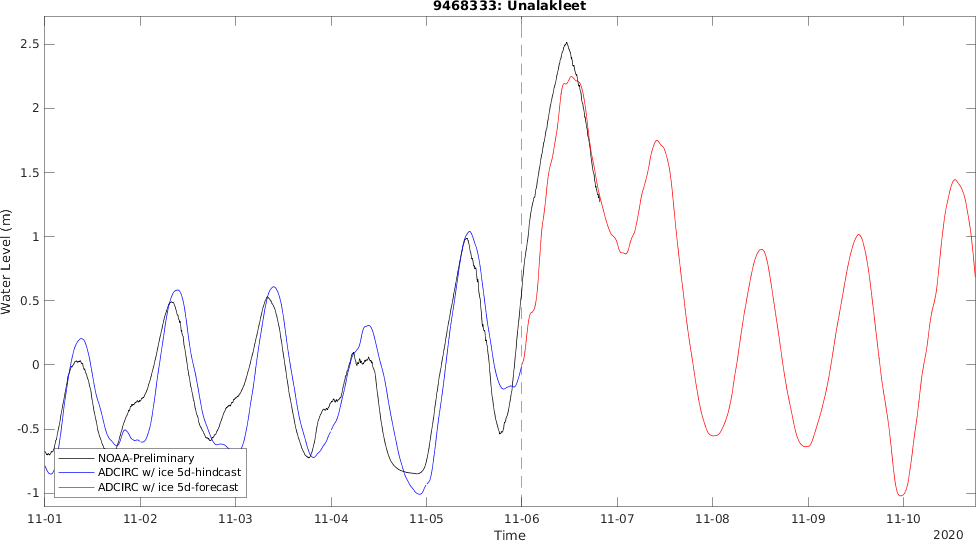 9468333: Unalakleet
Water Level (m)
2.5
2
1.5
1
0.5
0
-0.5
-1
NOAA-Preliminary
ADCIRC w/ ice 5d-hindcast
ADCIRC w/ ice 5d-forecast
11-01 11-02 11-03 11-04 11-05 11-06 11-07 11-08 11-09 11-10
Time
2020